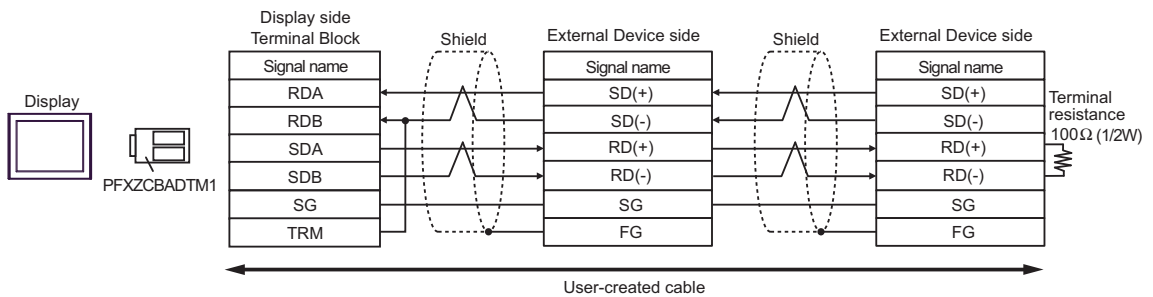 Display
PFXZCBADTM1
Display side
Terminal Block
Signal name
RDA
RDB
SDA
SDB
SG
TRM
Shield
External Device side
Signal name
SD(+)
SD(-)
RD(+)
RD(-)
SG
FG
Shield
External Device side
Signal name
SD(+)
SD(-)
RD(+)
RD(-)
SG
FG
Terminal
resistance
100Ω (1/2W)
User-created cable